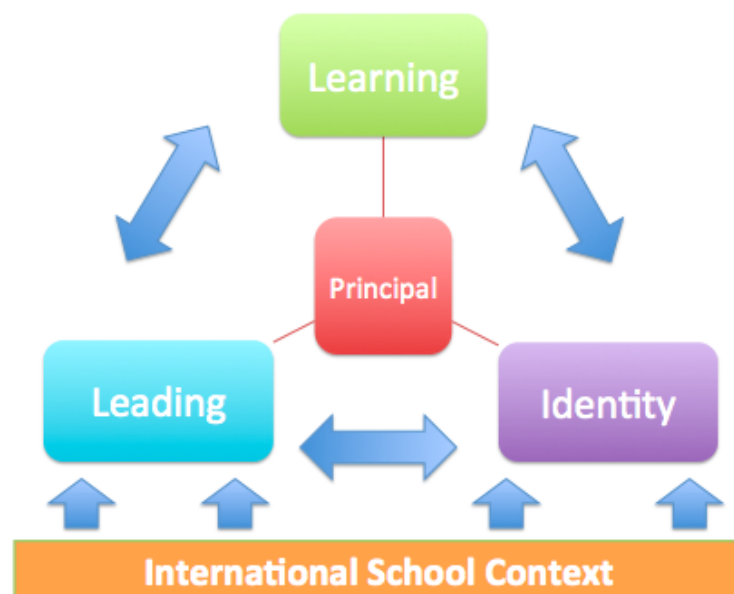 Learning
Principal
Leading
Identity
International School Context